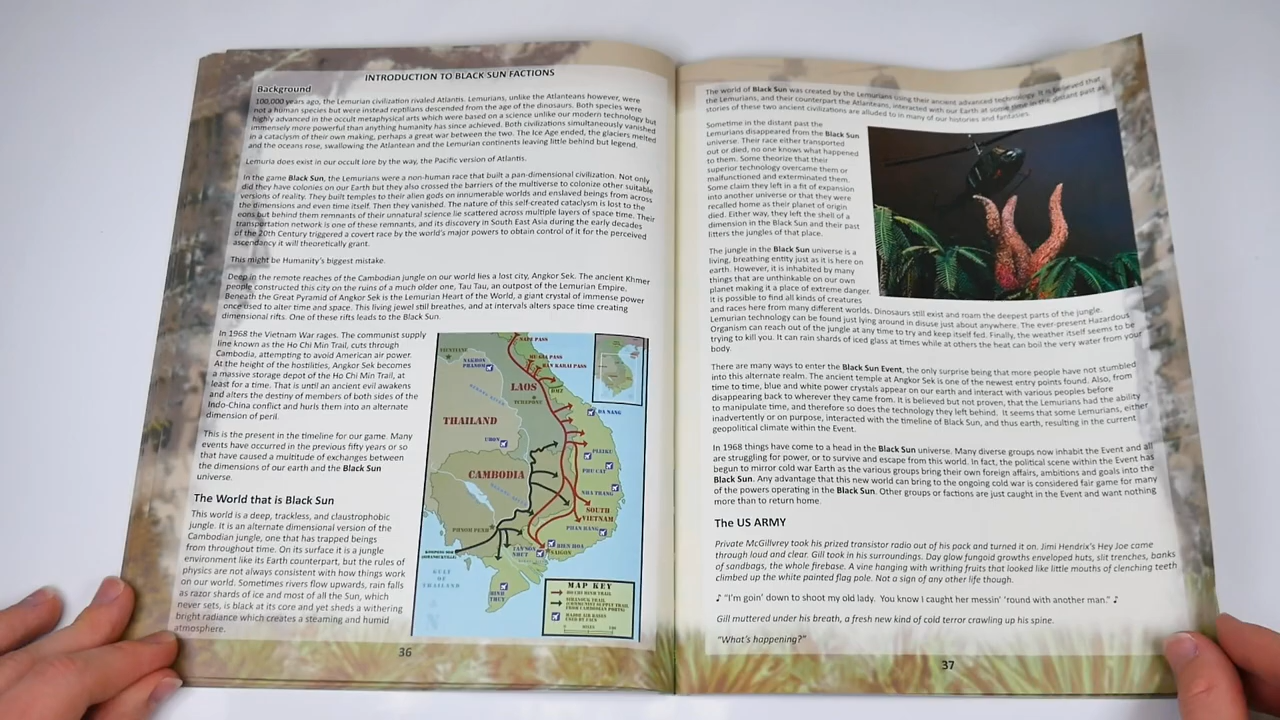 INTRODUCTION TO BLACK SUN FACTIONS
Background
100,000 years ago, the Lemurian civilization rivaled Atlantis. Lemurians, unlike the Atlanteans however, were
not a human species but were instead reptilians descended from the age of the dinosaurs. Both species were
highly advanced in the occult metaphysical arts which were based on a science unlike our modern technology but
immensely more powerful than anything humanity has since achieved. Both civilizations simultaneously vanished
in a cataclysm of their own making, perhaps a great war between the two. The Ice Age ended, the glaciers melted
and the oceans rose, swallowing the Atlantean and the Lemurian continents leaving little behind but legend.
Lemuria does exist in our occult lore by the way, the Pacific version of Atlantis.
In the game Black Sun, the Lemurians were a non-human race that built a pan-dimensional civilization. Not only
did they have colonies on our Earth but they also crossed the barriers of the multiverse to colonize other suitable
versions of reality. They built temples to their alien gods on innumerable worlds and enslaved beings from across
the dimensions and even time itself. Then they vanished. The nature of this self-created cataclysm is lost to the
eons but behind them remnants of their unnatural science lie scattered across multiple layers of space time. Their
transportation network is one of these remnants, and its discovery in South East Asia during the early decades
of the 20th Century triggered a covert race by the world's major powers to obtain control of it for the perceived
ascendancy it will theoretically grant.
This might be Humanity's biggest mistake.
Deep in the remote reaches of the Cambodian jungle on our world lies a lost city, Angkor Sek. The ancient Khmer
people constructed this city on the ruins of a much older one, Tau Tau, an outpost of the Lemurian Empire.
Beneath the Great Pyramid of Angkor Sek is the Lemurian Heart of the World, a giant crystal of immense power
once used to alter time and space. This living jewel still breathes, and at intervals alters space time creating
dimensional rifts. One of these rifts leads to the Black Sun.
In 1968 the Vietnam War rages. The communist supply
line known as the Ho Chi Min Trail, cuts through
Cambodia, attempting to avoid American air power.
At the height of the hostilities, Angkor Sek becomes
a massive storage depot of the Ho Chi Min Trail, at
least for a time. That is until an ancient evil awakens
and alters the destiny of members of both sides of the
Indo-China conflict and hurls them into an alternate
dimension of peril.
This is the present in the timeline for our game. Many
events have occurred in the previous fifty years or so
that have caused a multitude of exchanges between
the dimensions of our earth and the Black Sun
universe.
The World that is Black Sun
This world is a deep, trackless, and claustrophobic
jungle. It is an alternate dimensional version of the
Cambodian jungle, one that has trapped beings
from throughout time. On its surface it is a jungle
environment like its Earth counterpart, but the rules of
physics are not always consistent with how things work
on our world. Sometimes rivers flow upwards, rain falls
as razor shards of ice and most of all the Sun, which
never sets, is black at its core and yet sheds a withering
bright radiance which creates a steaming and humid
atmosphere.
NAPE PASS
MU GIA PASS
BAN KARAI PASS
NAKHON
PHANOM
LAOS
DMZ
TCHEPONE
DA NANG
THAILAND
UBON
PLEIKU
PHU CAT
CAMBODIA
NHA TRANG
SOUTH
VIETNAM
PHAN RANG
PHNOM PENH
BIEN HOA
TAN SON
NHUT
SAIGON
GULF
OF
THAILAND
BINH
THUY
MAP KEY
36
The world of Black Sun was created by the Lemurians using their ancient advanced technology. It is believed that
the Lemurians, and their counterpart the Atlanteans, interacted with our Earth at some time in the distant past as
stories of these two ancient civilizations are alluded to in many of our histories and fantasies.
Sometime in the distant past the
Lemurians disappeared from the Black Sun
universe. Their race either transported
out or died, no one knows what happened
to them. Some theorize that their
superior technology overcame them or
malfunctioned and exterminated them.
Some claim they left in a fit of expansion
into another universe or that they were
recalled home as their planet of origin
died. Either way, they left the shell of a
dimension in the Black Sun and their past
litters the jungles of that place.
The jungle in the Black Sun universe is a
living, breathing entity just as it is here on
earth. However, it is inhabited by many
things that are unthinkable on our own
planet making it a place of extreme danger.
It is possible to find all kinds of creatures
and races here from many different worlds. Dinosaurs still exist and roam the deepest parts of the jungle.
Lemurian technology can be found just lying around in disuse just about anywhere. The ever-present Hazardous
Organism can reach out of the jungle at any time to try and keep itself fed. Finally, the weather itself seems to be
trying to kill you. It can rain shards of iced glass at times while at others the heat can boil the very water from your
body.
There are many ways to enter the Black Sun Event, the only surprise being that more people have not stumbled
into this alternate realm. The ancient temple at Angkor Sek is one of the newest entry points found. Also, from
time to time, blue and white power crystals appear on our earth and interact with various peoples before
disappearing back to wherever they came from. It is believed but not proven, that the Lemurians had the ability
to manipulate time, and therefore so does the technology they left behind. It seems that some Lemurians, either
inadvertently or on purpose, interacted with the timeline of Black Sun, and thus earth, resulting in the current
geopolitical climate within the Event.
In 1968 things have come to a head in the Black Sun universe. Many diverse groups now inhabit the Event and all
are struggling for power, or to survive and escape from this world. In fact, the political scene within the Event has
begun to mirror cold war Earth as the various groups bring their own foreign affairs, ambitions and goals into the
Black Sun. Any advantage that this new world can bring to the ongoing cold war is considered fair game for many
of the powers operating in the Black Sun. Other groups or factions are just caught in the Event and want nothing
more than to return home.
The US ARMY
Private McGillvrey took his prized transistor radio out of his pack and turned it on. Jimi Hendrix's Hey Joe came
through loud and clear. Gill took in his surroundings. Day glow fungoid growths enveloped huts, slit trenches, banks
of sandbags, the whole firebase. A vine hanging with writhing fruits that looked like little mouths of clenching teeth
climbed up the white painted flag pole. Not a sign of any other life though.
♪ "I'm goin' down to shoot my old lady. You know I caught her messin' 'round with another man." ♪
Gill muttered under his breath, a fresh new kind of cold terror crawling up his spine.
"What's happening?"
37